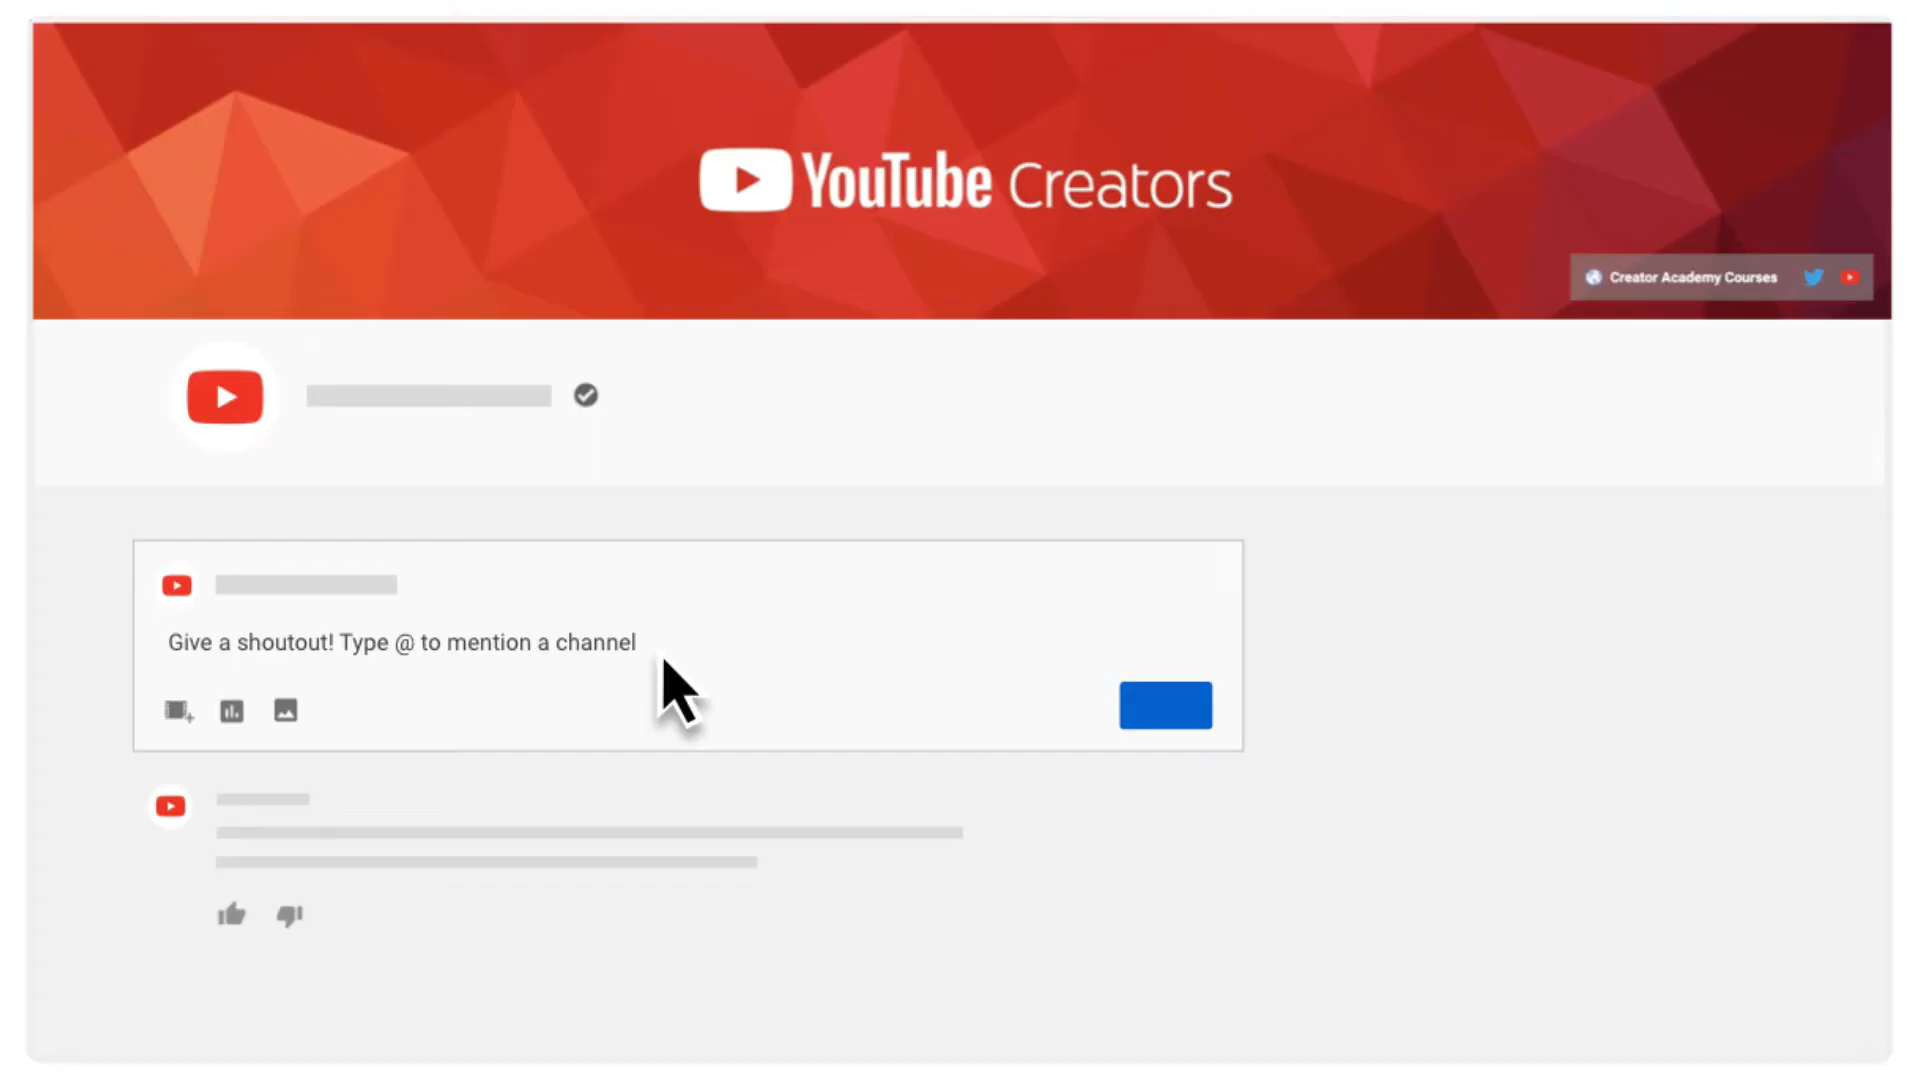 YouTube Creators
Creator Academy Courses
Give a shoutout! Type @ to mention a channel